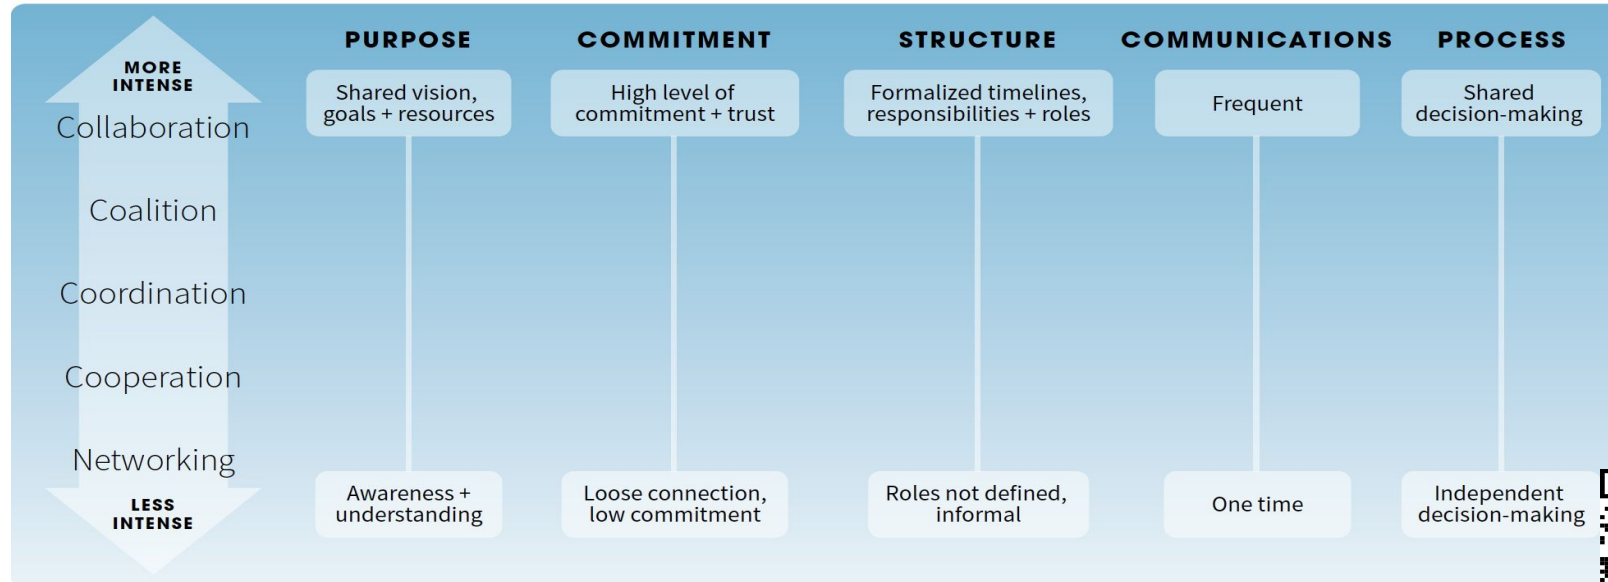 PURPOSE
COMMITMENT
STRUCTURE
COMMUNICATIONS
PROCESS
MORE
INTENSE
Shared vision,
goals + resources
High level of
commitment + trust
Formalized timelines,
responsibilities + roles
Frequent
Shared
decision-making
Collaboration
Coalition
Coordination
Cooperation
Networking
LESS
INTENSE
Awareness +
understanding
Loose connection,
low commitment
Roles not defined,
informal
One time
Independent
decision-making